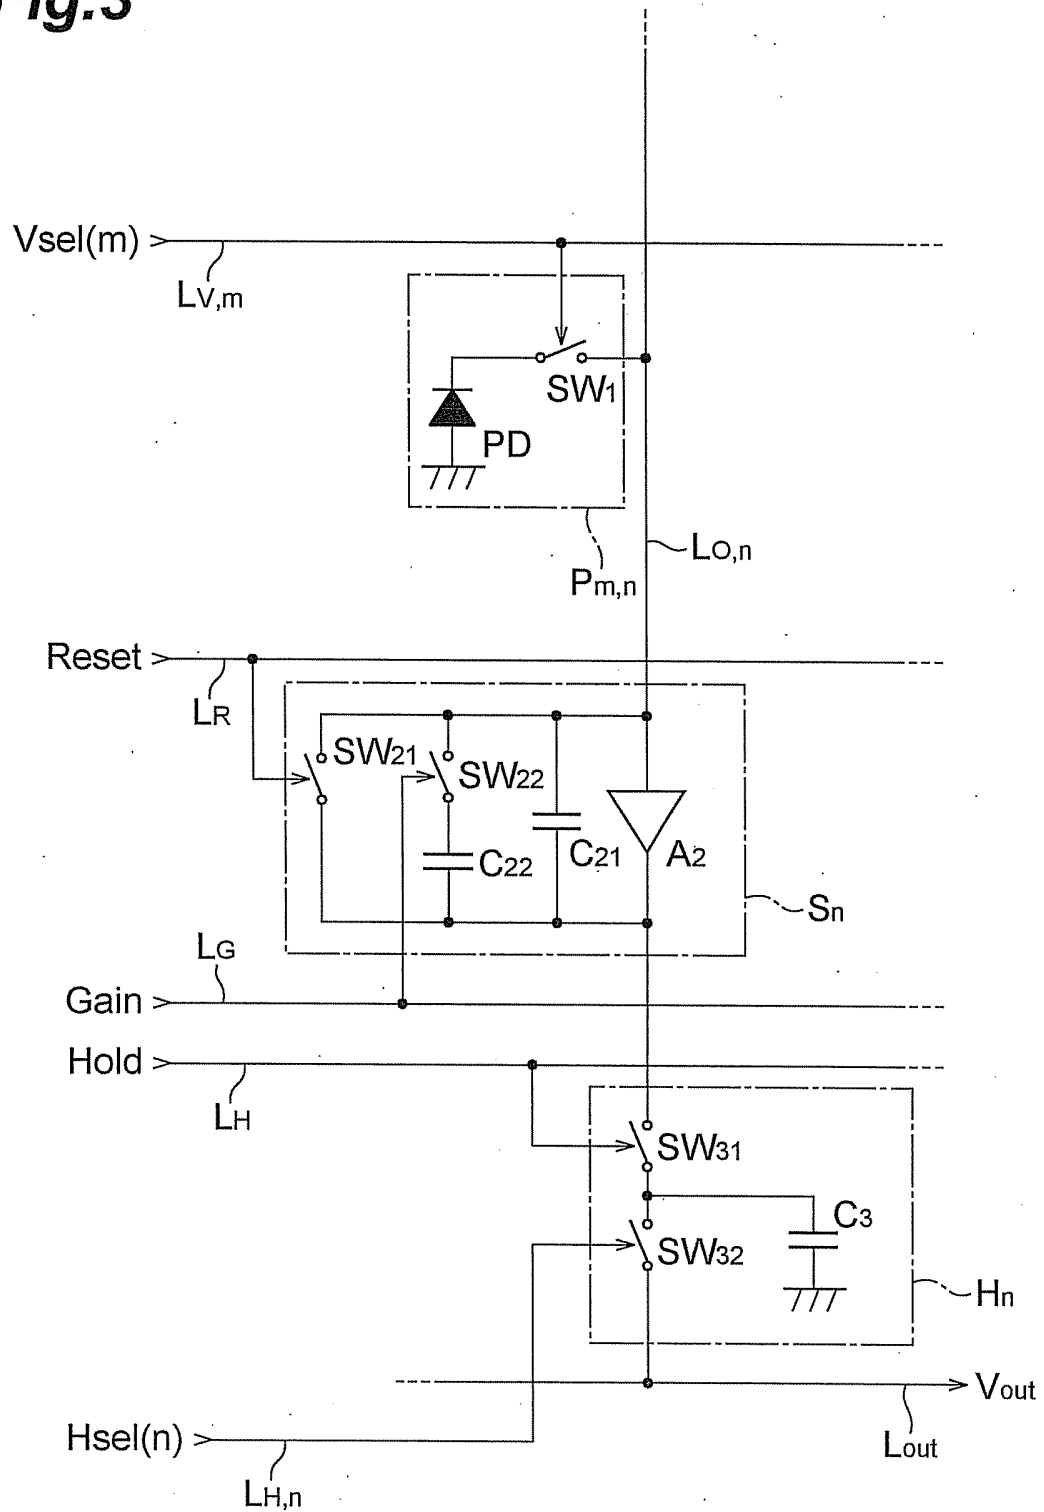 Fig.3
Vsel(m)
LV,m
SW1
PD
Pm,n
LO,n
Reset
LR
SW21
SW22
C22
C21
A2
Sn
LG
Gain
Hold
LH
SW31
C3
SW32
Hn
Vout
Lout
Hsel(n)
LH,n